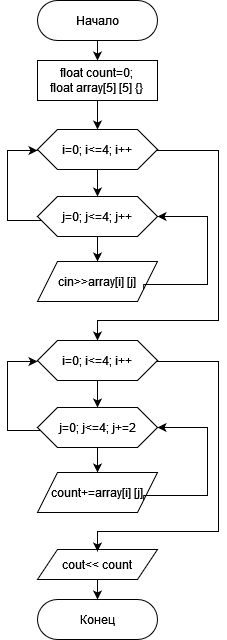 Начало
float count=0;
float array[5] [5] {}
i=0; i<=4; i++
j=0; j<=4; j++
cin>>array[i] [j]
i=0; i<=4; i++
j=0; j<=4; j+=2
count+=array[i] [j]
cout<< count
Конец